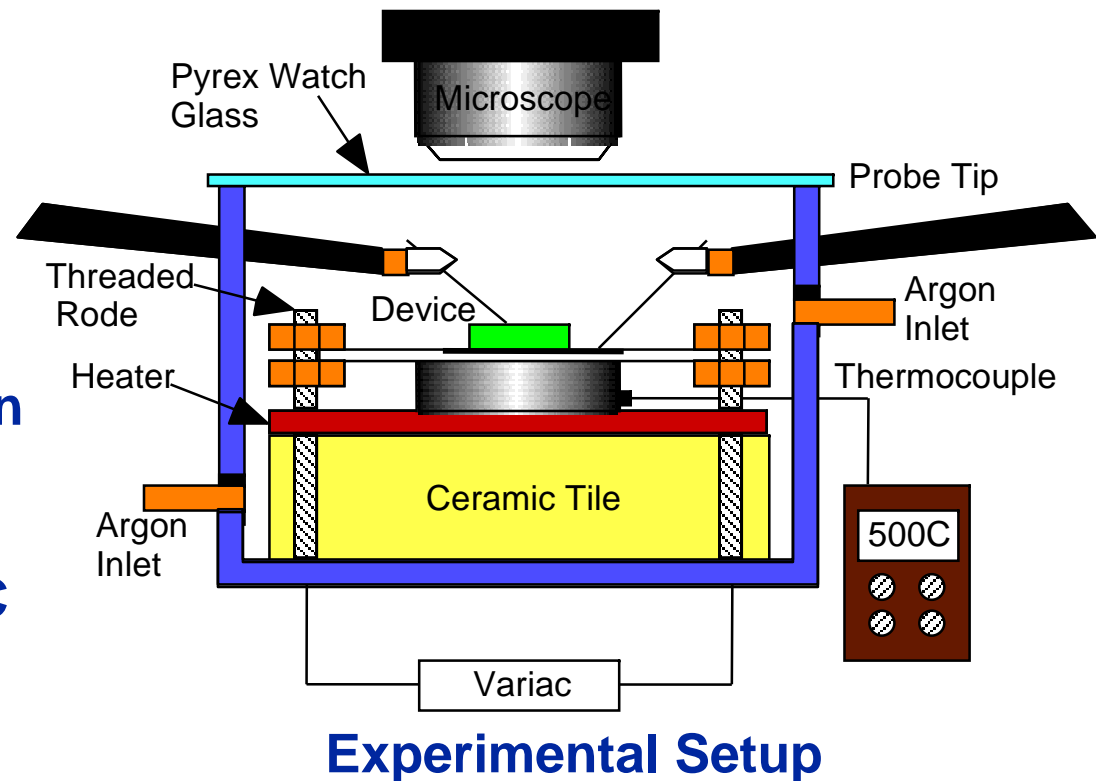 Pyrex Watch
Glass
Microscope
Probe Tip
Threaded
Rode
Device
Argon
Inlet
Heater
Thermocouple
n
Ceramic Tile
Argon
Inlet
500C
C
Variac
Experimental Setup